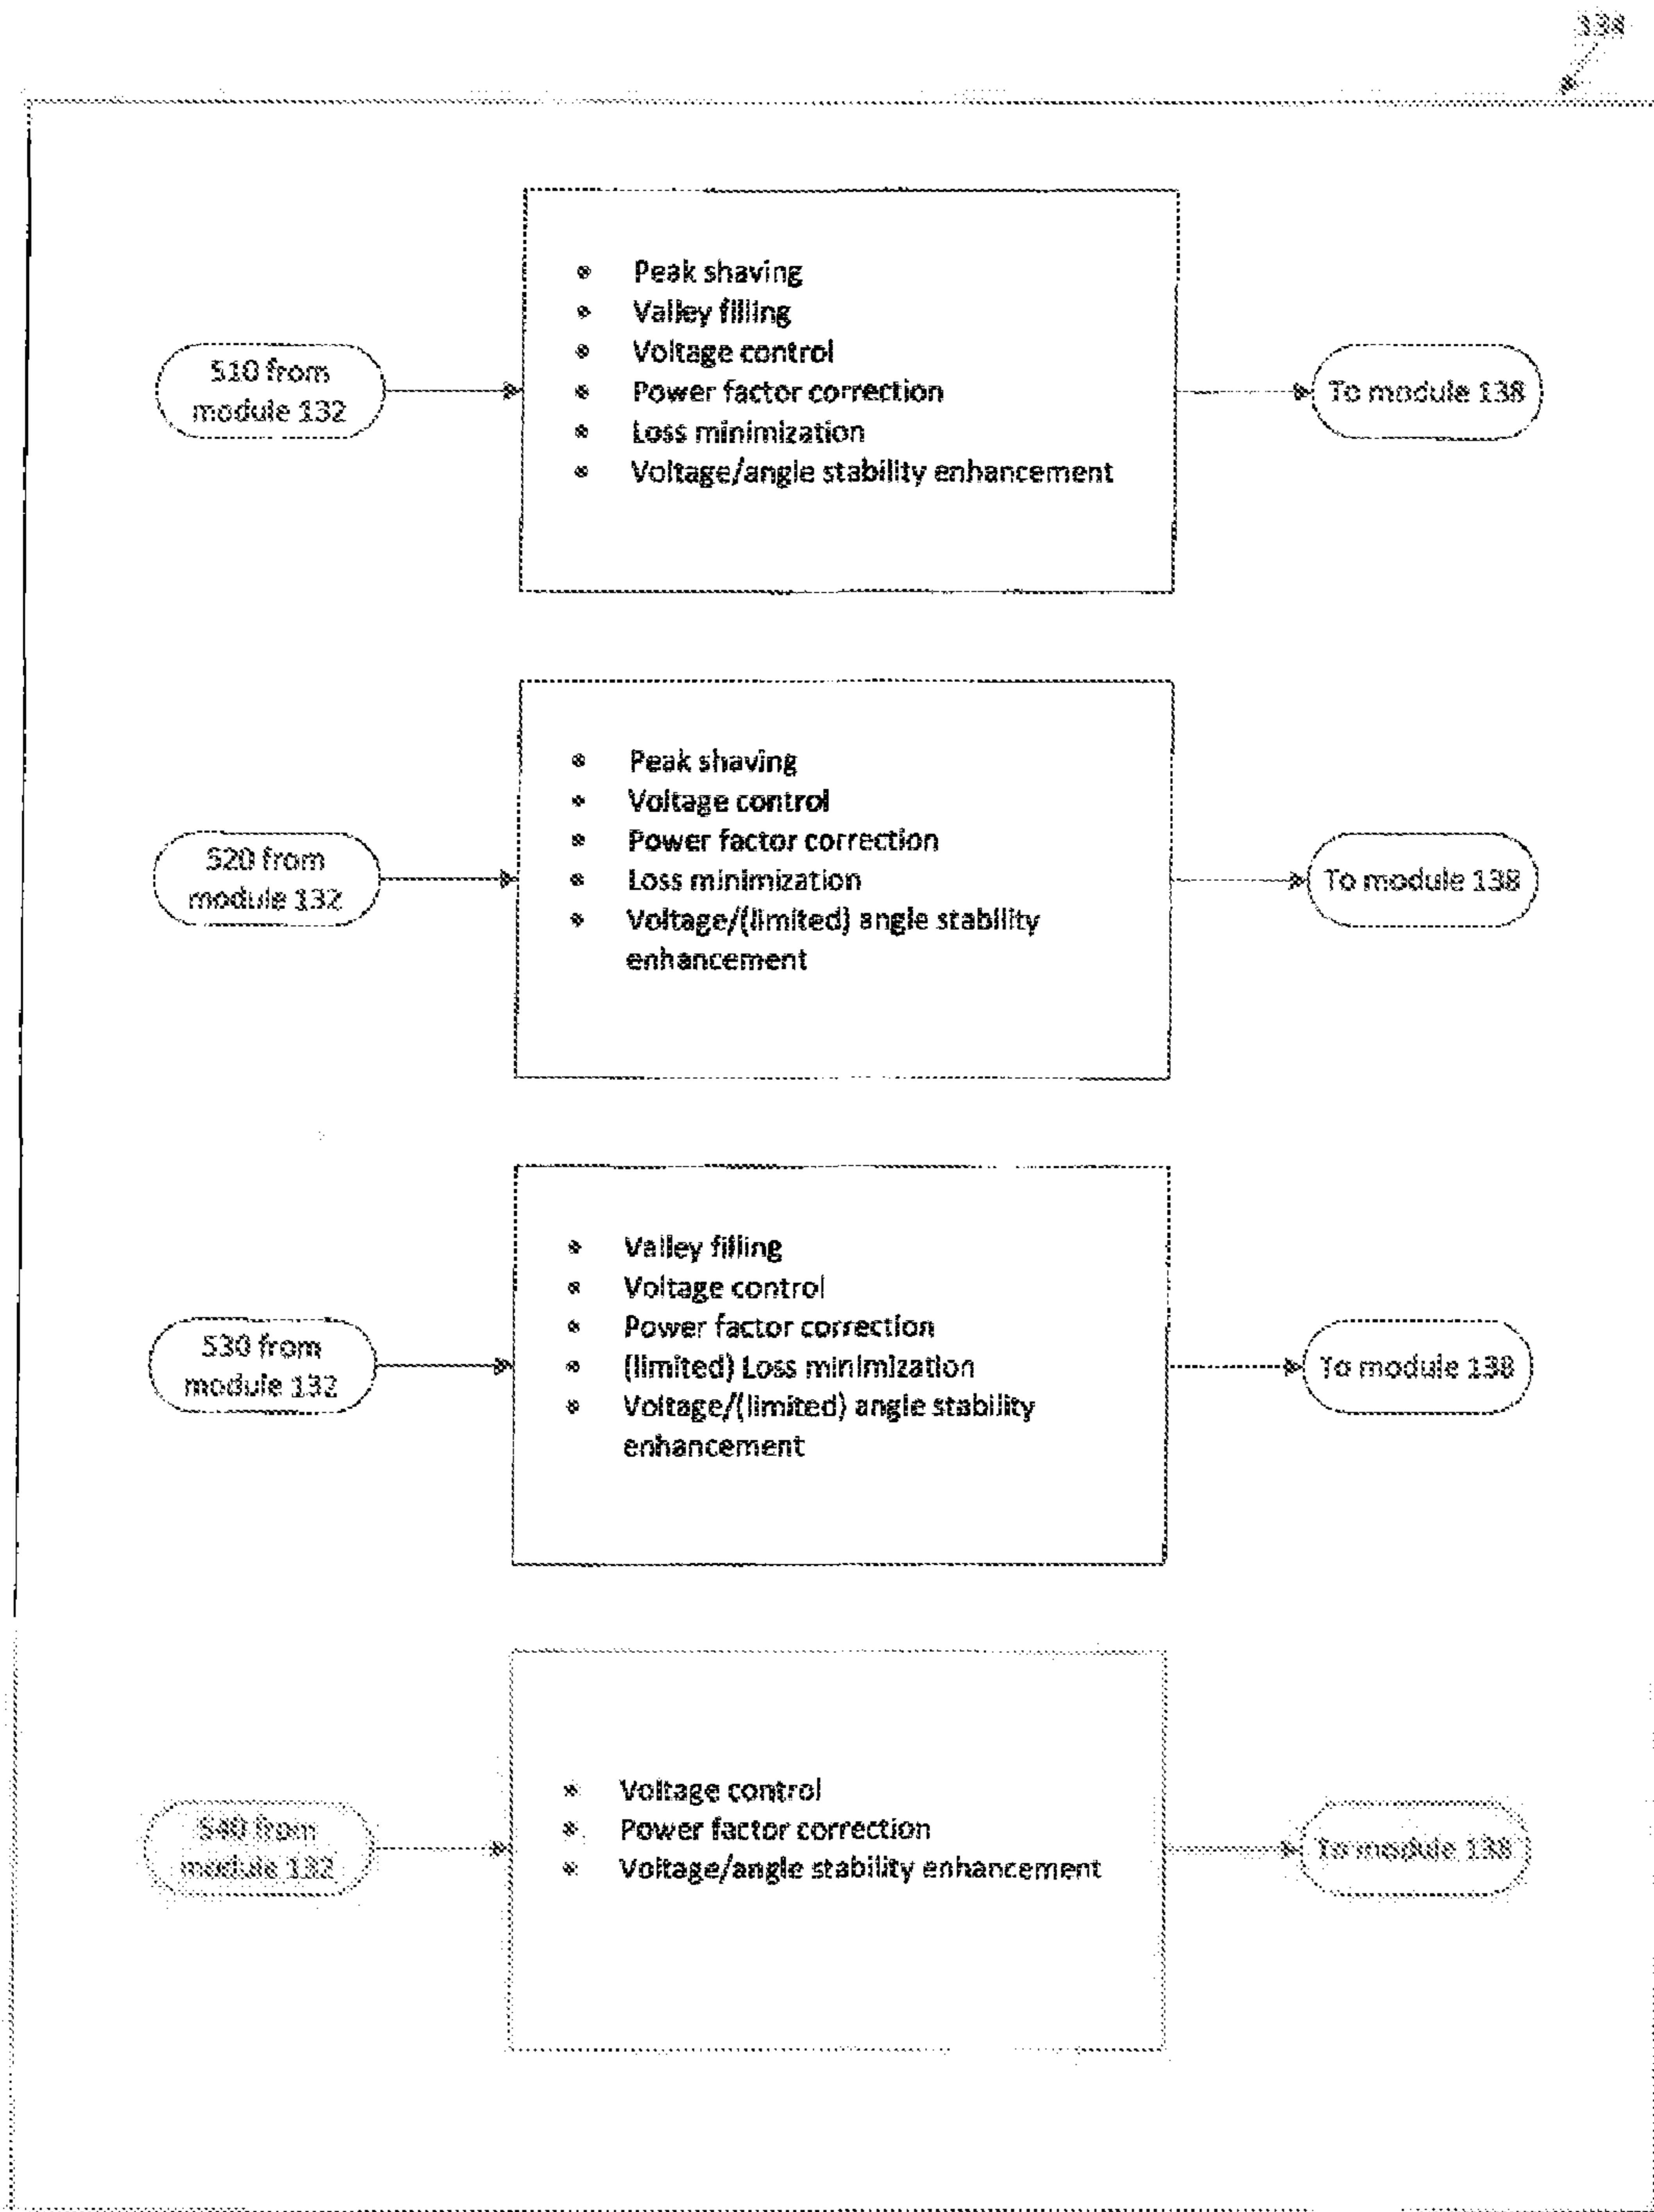 510 from
module 132
• Peak shaving
• Valley filling
• Voltage control
• Power factor correction
• Loss minimization
• Voltage/angle stability enhancement
To module 138
520 from
module 132
• Peak shaving
• Voltage control
• Power factor correction
• Loss minimization
• Voltage/(limited) angle stability
enhancement
To module 138
530 from
module 132
• Valley filling
• Voltage control
• Power factor correction
• (limited) Loss minimization
• Voltage/(limited) angle stability
enhancement
To module 138
540 from
module 132
• Voltage control
• Power factor correction
• Voltage/angle stability enhancement
To module 138